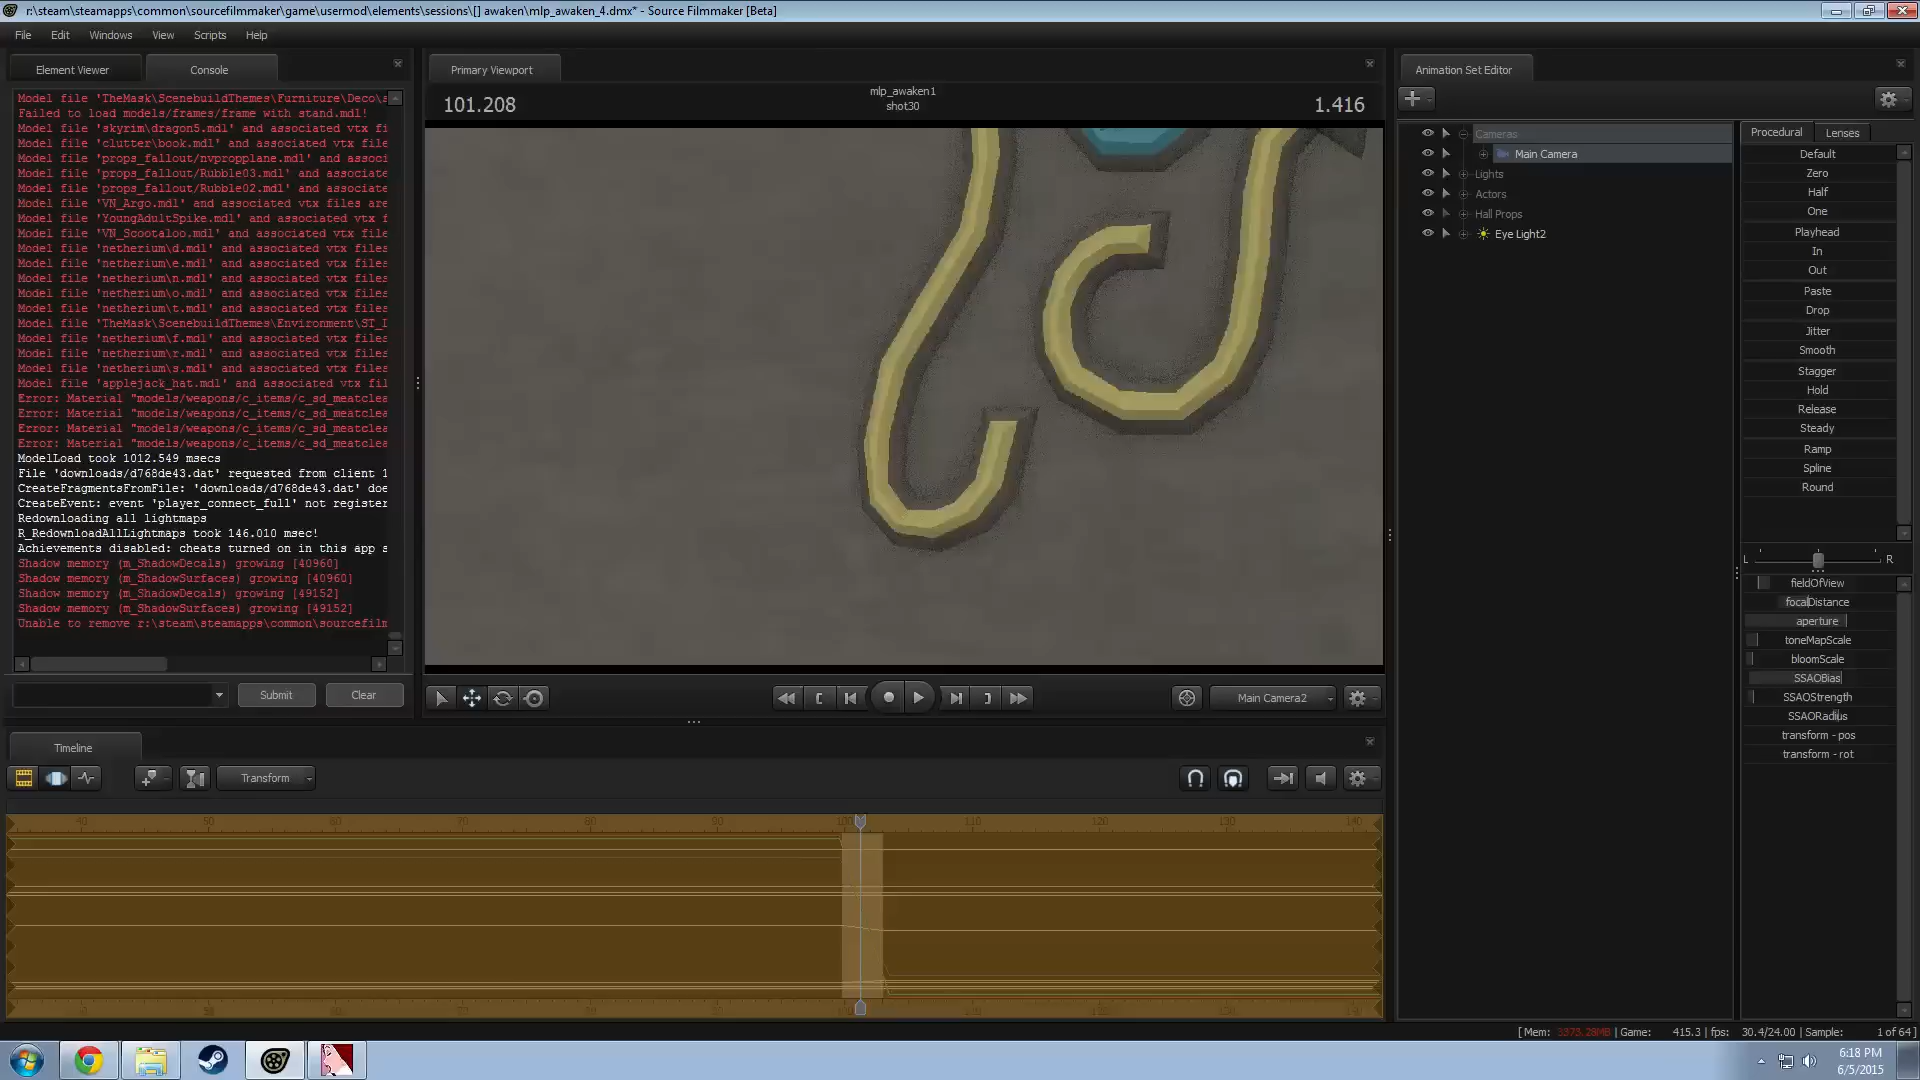 r:\steam\steamapps\common\sourcefilmmaker\game\usermod\elements\sessions\[] awaken\mlp_awaken_4.dmx* - Source Filmmaker [Beta]
File Edit Windows View Scripts Help
Element Viewer Console
Model file 'TheMask\ScenebuildThemes\Furniture\Deco\s
Failed to load models/frames/frame with stand.mdl!
Model file 'skyrim\dragon5.mdl' and associated vtx fi
Model file 'clutter\book.mdl' and associated vtx file
Model file 'props_fallout/nvpropplane.mdl' and associ
Model file 'props_fallout/Rubble03.mdl' and associate
Model file 'props_fallout/Rubble02.mdl' and associate
Model file 'VN_Argo.mdl' and associated vtx files are
Model file 'YoungAdultSpike.mdl' and associated vtx f
Model file 'VN_Scootaloo.mdl' and associated vtx file
Model file 'netherium\d.mdl' and associated vtx files
Model file 'netherium\e.mdl' and associated vtx files
Model file 'netherium\n.mdl' and associated vtx files
Model file 'netherium\o.mdl' and associated vtx files
Model file 'netherium\t.mdl' and associated vtx files
Model file 'TheMask\ScenebuildThemes\Environment\ST_D
Model file 'netherium\f.mdl' and associated vtx files
Model file 'netherium\r.mdl' and associated vtx files
Model file 'netherium\s.mdl' and associated vtx files
Model file 'applejack_hat.mdl' and associated vtx fil
Error: Material "models/weapons/c_items/c_sd_meatclea
Error: Material "models/weapons/c_items/c_sd_meatclea
Error: Material "models/weapons/c_items/c_sd_meatclea
Error: Material "models/weapons/c_items/c_sd_meatclea
ModelLoad took 1012.549 msecs
File 'downloads/d768de43.dat' requested from client 1
CreateFragmentsFromFile: 'downloads/d768de43.dat' doe
CreateEvent: event 'player_connect_full' not register
Redownloading all lightmaps
R_RedownloadAllLightmaps took 146.010 msec!
Achievements disabled: cheats turned on in this app s
Shadow memory (m_ShadowDecals) growing [40960]
Shadow memory (m_ShadowSurfaces) growing [40960]
Shadow memory (m_ShadowDecals) growing [49152]
Shadow memory (m_ShadowSurfaces) growing [49152]
Unable to remove r:\steam\steamapps\common\sourcefilm
Submit Clear
Primary Viewport
101.208
mlp_awaken1
shot30
1.416
Main Camera2
Animation Set Editor
Cameras
Main Camera
Lights
Actors
Hall Props
Eye Light2
Procedural Lenses
Default
Zero
Half
One
Playhead
In
Out
Paste
Drop
Jitter
Smooth
Stagger
Hold
Release
Steady
Ramp
Spline
Round
L R
fieldOfView
focalDistance
aperture
toneMapScale
bloomScale
SSAOBias
SSAOStrength
SSAORadius
transform - pos
transform - rot
Timeline
Transform
40 50 60 70 80 90 100 110 120 130 140
[ Mem: 3373.28MB | Game: 415.3 | fps: 30.4/24.00 | Sample: 1 of 64 ]
6:18 PM
6/5/2015